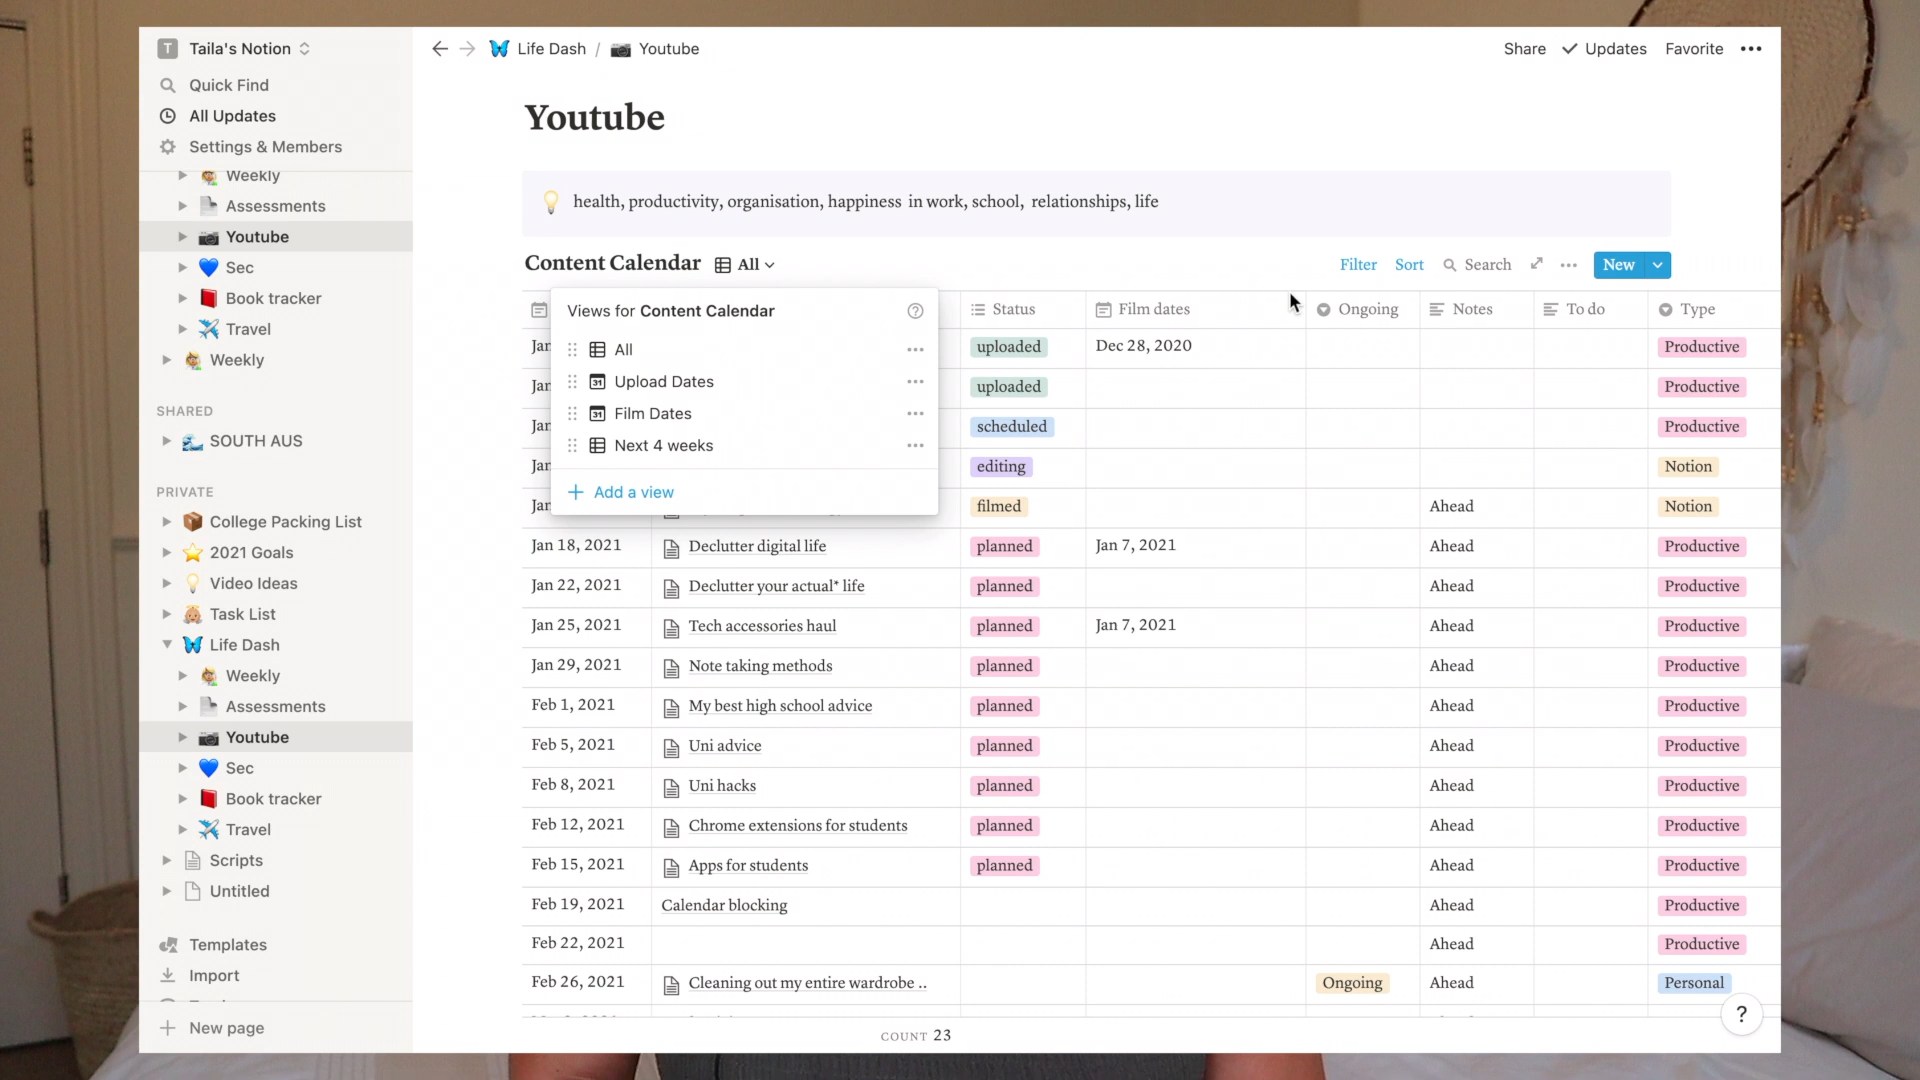 T Taila's Notion
Quick Find
All Updates
Settings & Members
Weekly
Assessments
Youtube
Sec
Book tracker
Travel
Weekly
SHARED
SOUTH AUS
PRIVATE
College Packing List
2021 Goals
Video Ideas
Task List
Life Dash
Weekly
Assessments
Youtube
Sec
Book tracker
Travel
Scripts
Untitled
Templates
Import
New page
Life Dash / Youtube
Share Updates Favorite
Youtube
health, productivity, organisation, happiness in work, school, relationships, life
Content Calendar All
Filter Sort Search New
Views for Content Calendar
All
31 Upload Dates
31 Film Dates
Next 4 weeks
Add a view
Status Film dates Ongoing Notes To do Type
Jan uploaded Dec 28, 2020 Productive
Jan uploaded Productive
Jan scheduled Productive
Jan editing Notion
Jan filmed Ahead Notion
Jan 18, 2021 Declutter digital life planned Jan 7, 2021 Ahead Productive
Jan 22, 2021 Declutter your actual* life planned Ahead Productive
Jan 25, 2021 Tech accessories haul planned Jan 7, 2021 Ahead Productive
Jan 29, 2021 Note taking methods planned Ahead Productive
Feb 1, 2021 My best high school advice planned Ahead Productive
Feb 5, 2021 Uni advice planned Ahead Productive
Feb 8, 2021 Uni hacks planned Ahead Productive
Feb 12, 2021 Chrome extensions for students planned Ahead Productive
Feb 15, 2021 Apps for students planned Ahead Productive
Feb 19, 2021 Calendar blocking Ahead Productive
Feb 22, 2021 Ahead Productive
Feb 26, 2021 Cleaning out my entire wardrobe .. Ongoing Ahead Personal
COUNT 23
?